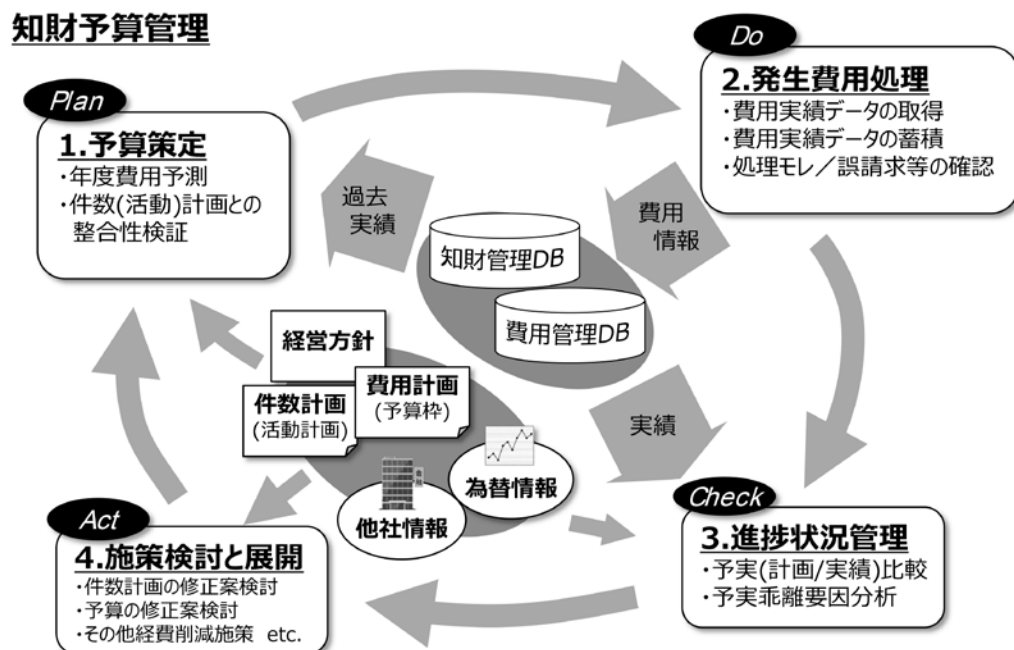 知財予算管理
Plan
1.予算策定
・年度費用予測
・件数(活動)計画との
整合性検証
Do
2.発生費用処理
・費用実績データの取得
・費用実績データの蓄積
・処理モレ／誤請求等の確認
過去
実績
費用
情報
知財管理DB
費用管理DB
経営方針
費用計画
(予算枠)
件数計画
(活動計画)
実績
為替情報
他社情報
Check
3.進捗状況管理
・予実(計画/実績)比較
・予実乖離要因分析
Act
4.施策検討と展開
・件数計画の修正案検討
・予算の修正案検討
・その他経費削減施策 etc.